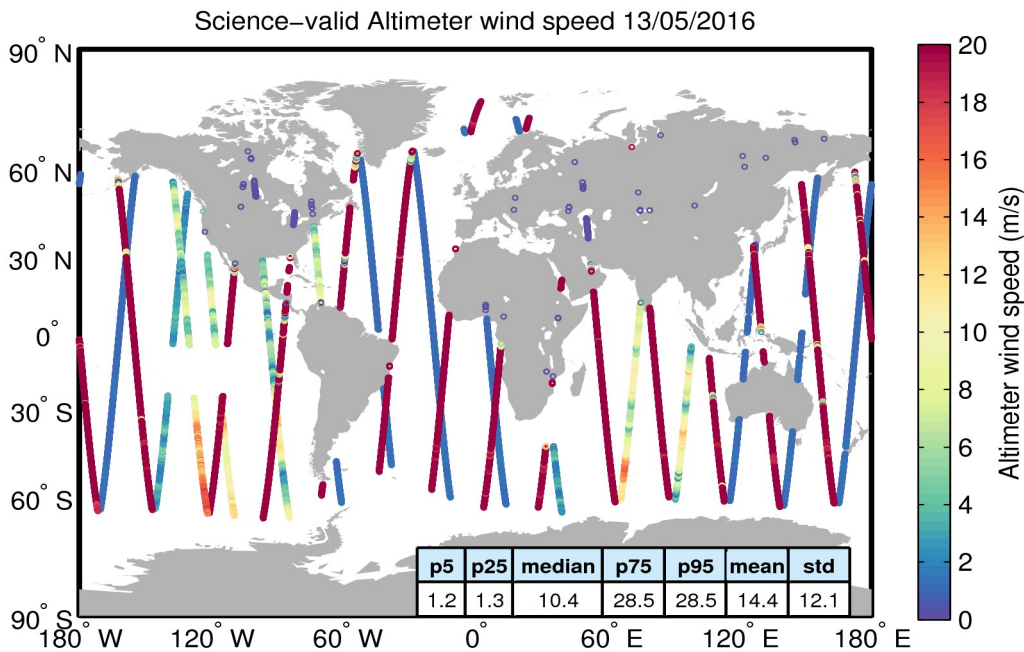 Science−valid Altimeter wind speed 13/05/2016
90° N
60° N
30° N
0°
30° S
60° S
90° S
180° W
120° W
60° W
0°
60° E
120° E
180° E
p5 p25 median p75 p95 mean std
1.2 1.3 10.4 28.5 28.5 14.4 12.1
20
18
16
14
12
10
8
6
4
2
0
Altimeter wind speed (m/s)